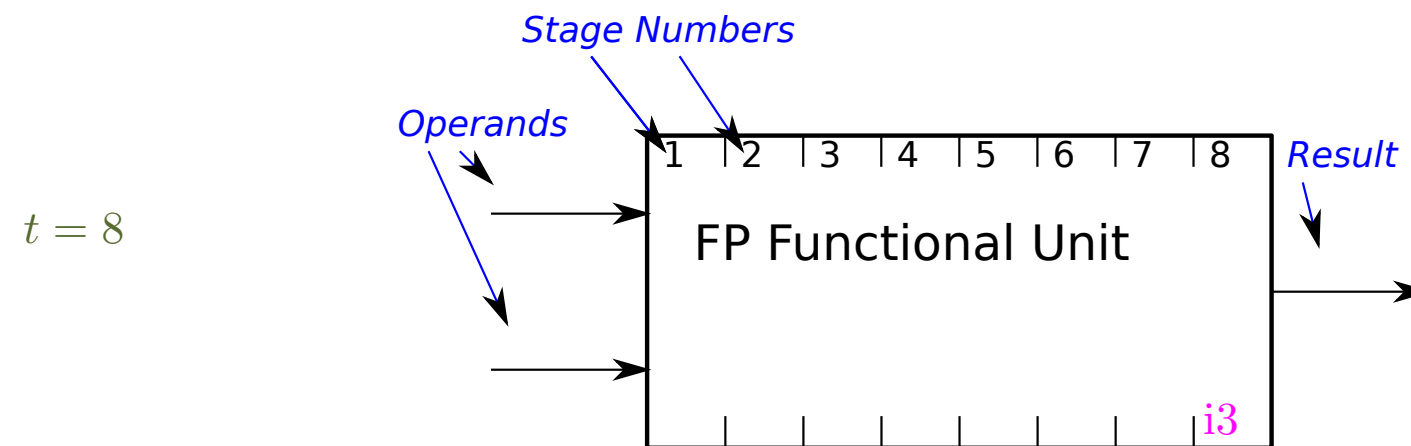 Stage Numbers
Operands
1 2 3 4 5 6 7 8
Result
t = 8
FP Functional Unit
i3